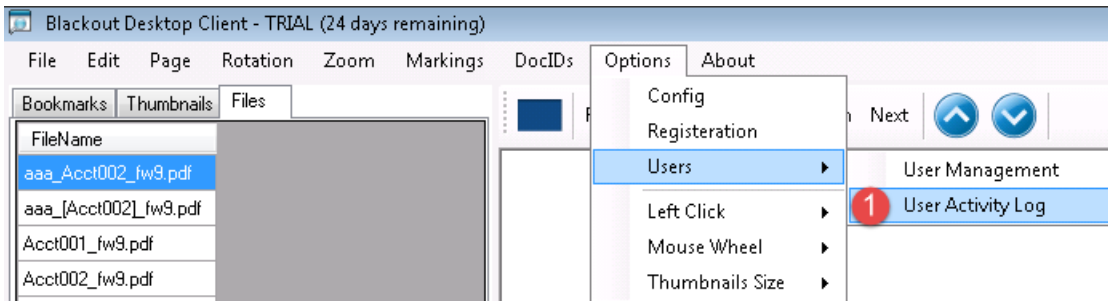 Blackout Desktop Client - TRIAL (24 days remaining)
File Edit Page Rotation Zoom Markings DocIDs Options About
Bookmarks Thumbnails Files
Next
FileName
aaa_Acct002_fw9.pdf
aaa_[Acct002]_fw9.pdf
Acct001_fw9.pdf
Acct002_fw9.pdf
Config
Registeration
Users
Left Click
Mouse Wheel
Thumbnails Size
User Management
1 User Activity Log